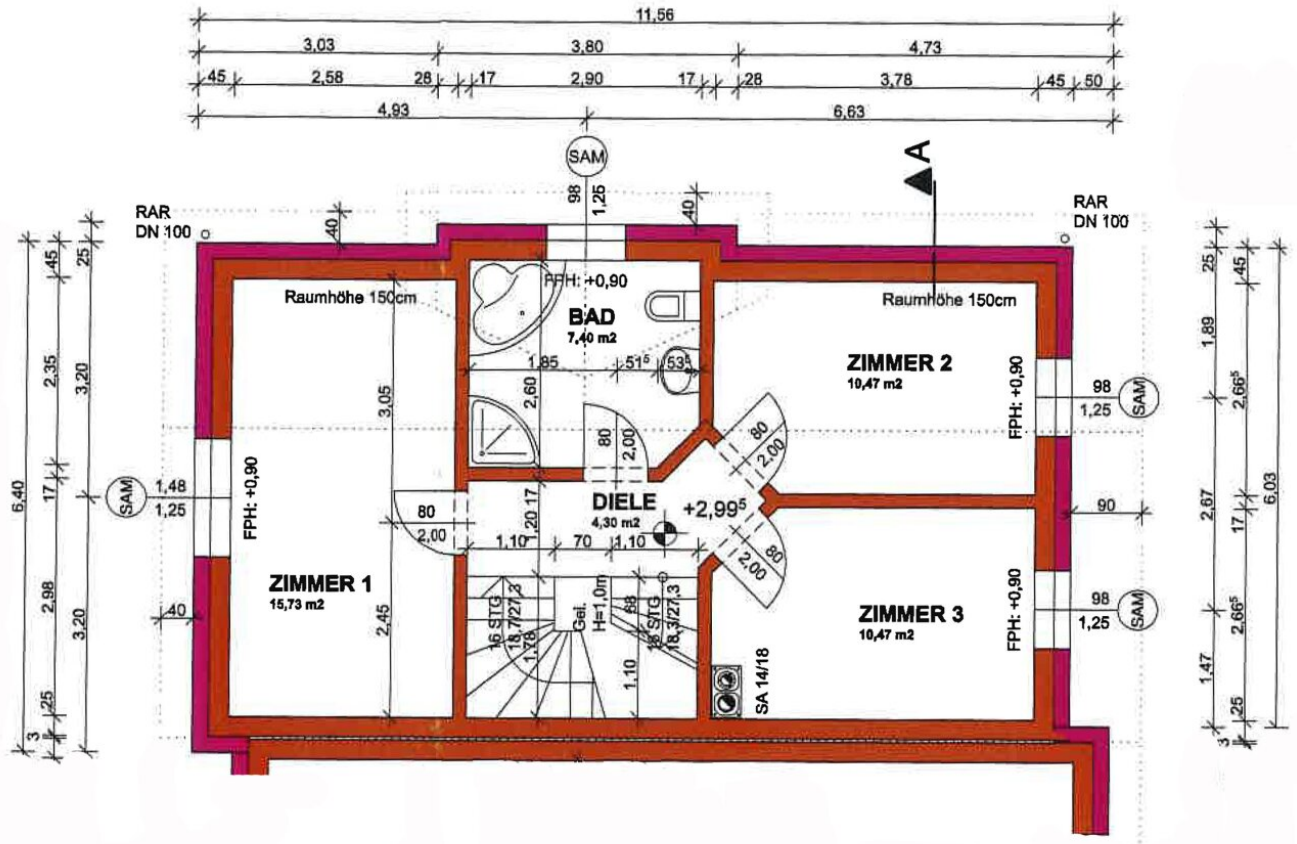 11,56
3,03 3,80 4,73
45 2,58 28 17 2,90 17 28 3,78 45 50
4,93 6,63
SAM
A
98
1,25
40
RAR
DN 100
40
RAR
DN 100
25
45
6,40
2,35
3,20
17
2,98
3,20
25
3
Raumhöhe 150cm
FPH: +0,90
BAD
7,40 m2
1,85 51⁵ 53⁵
2,60
3,05
Raumhöhe 150cm
ZIMMER 2
10,47 m2
FPH: +0,90
98
1,25
SAM
80
2,00
80
2,00
SAM
1,48
1,25
FPH: +0,90
80
2,00
DIELE
4,30 m2
+2,99⁵
17
1,20
1,10 70 1,10
80
2,00
90
ZIMMER 1
15,73 m2
2,45
40
16 STG
18,7/27,3
1,78
Gel.
H=1,0m
68
16 STG
18,3/27,3
1,10
ZIMMER 3
10,47 m2
FPH: +0,90
98
1,25
SAM
SA 14/18
25
45
1,89
2,66⁵
2,67
17
6,03
2,66⁵
1,47
25
3